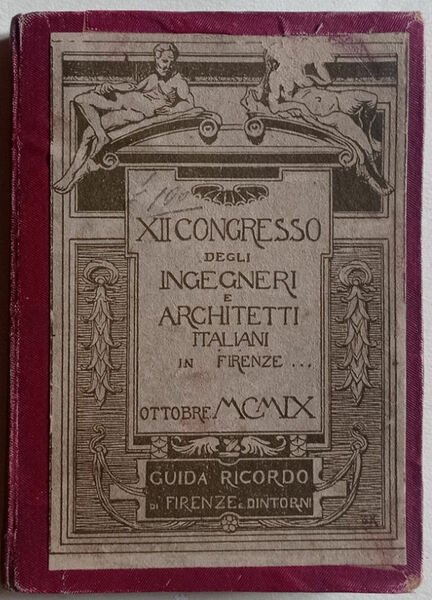 XII CONGRESSO
DEGLI
INGEGNERI
E
ARCHITETTI
ITALIANI
IN FIRENZE...
OTTOBRE MCMIX
GUIDA RICORDO
DI FIRENZE E DINTORNI